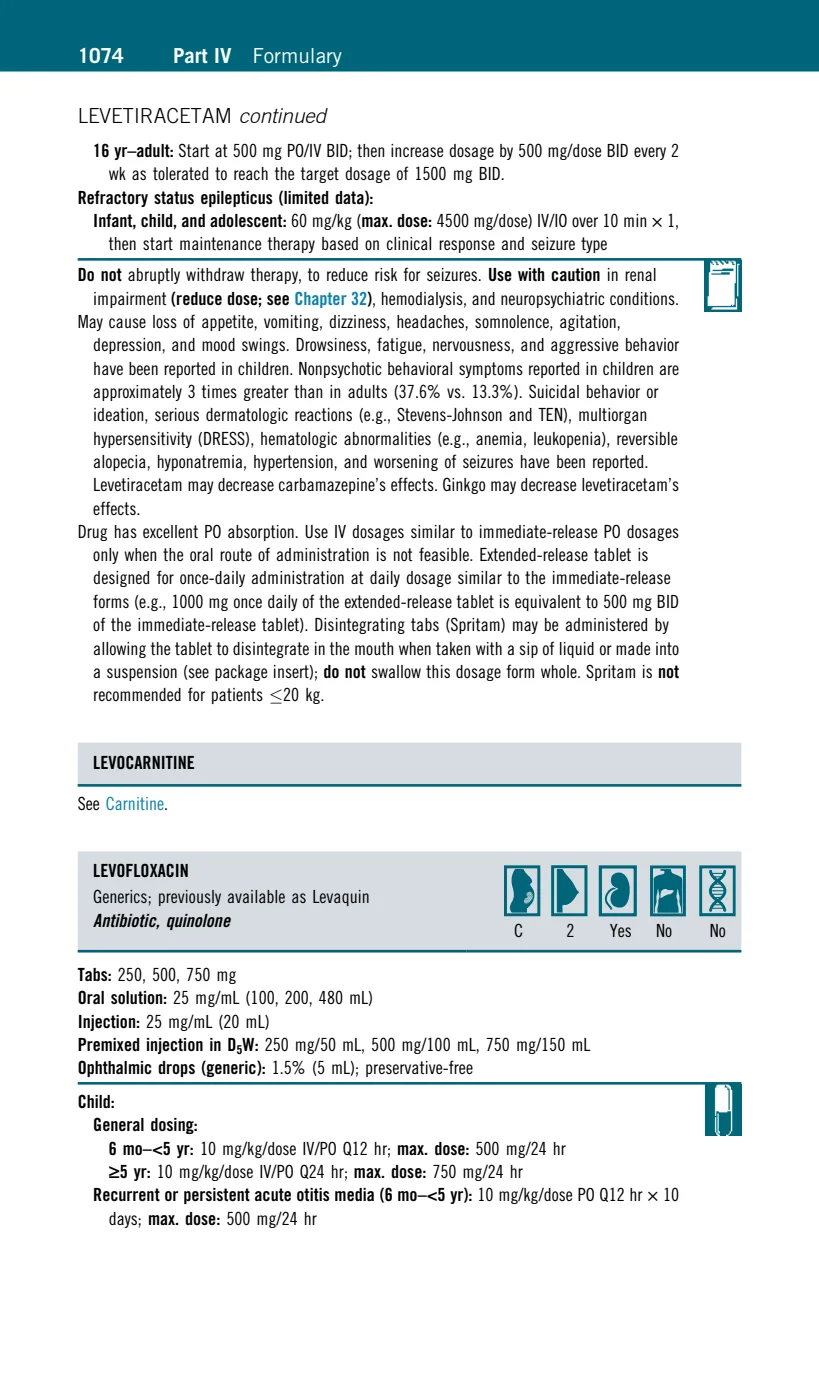 1074 Part IV Formulary
LEVETIRACETAM continued
16 yr–adult: Start at 500 mg PO/IV BID; then increase dosage by 500 mg/dose BID every 2
wk as tolerated to reach the target dosage of 1500 mg BID.
Refractory status epilepticus (limited data):
Infant, child, and adolescent: 60 mg/kg (max. dose: 4500 mg/dose) IV/IO over 10 min × 1,
then start maintenance therapy based on clinical response and seizure type
Do not abruptly withdraw therapy, to reduce risk for seizures. Use with caution in renal
impairment (reduce dose; see Chapter 32), hemodialysis, and neuropsychiatric conditions.
May cause loss of appetite, vomiting, dizziness, headaches, somnolence, agitation,
depression, and mood swings. Drowsiness, fatigue, nervousness, and aggressive behavior
have been reported in children. Nonpsychotic behavioral symptoms reported in children are
approximately 3 times greater than in adults (37.6% vs. 13.3%). Suicidal behavior or
ideation, serious dermatologic reactions (e.g., Stevens-Johnson and TEN), multiorgan
hypersensitivity (DRESS), hematologic abnormalities (e.g., anemia, leukopenia), reversible
alopecia, hyponatremia, hypertension, and worsening of seizures have been reported.
Levetiracetam may decrease carbamazepine's effects. Ginkgo may decrease levetiracetam's
effects.
Drug has excellent PO absorption. Use IV dosages similar to immediate-release PO dosages
only when the oral route of administration is not feasible. Extended-release tablet is
designed for once-daily administration at daily dosage similar to the immediate-release
forms (e.g., 1000 mg once daily of the extended-release tablet is equivalent to 500 mg BID
of the immediate-release tablet). Disintegrating tabs (Spritam) may be administered by
allowing the tablet to disintegrate in the mouth when taken with a sip of liquid or made into
a suspension (see package insert); do not swallow this dosage form whole. Spritam is not
recommended for patients ≤20 kg.
LEVOCARNITINE
See Carnitine.
LEVOFLOXACIN
Generics; previously available as Levaquin
Antibiotic, quinolone
C 2 Yes No No
Tabs: 250, 500, 750 mg
Oral solution: 25 mg/mL (100, 200, 480 mL)
Injection: 25 mg/mL (20 mL)
Premixed injection in D₅W: 250 mg/50 mL, 500 mg/100 mL, 750 mg/150 mL
Ophthalmic drops (generic): 1.5% (5 mL); preservative-free
Child:
General dosing:
6 mo–<5 yr: 10 mg/kg/dose IV/PO Q12 hr; max. dose: 500 mg/24 hr
≥5 yr: 10 mg/kg/dose IV/PO Q24 hr; max. dose: 750 mg/24 hr
Recurrent or persistent acute otitis media (6 mo–<5 yr): 10 mg/kg/dose PO Q12 hr × 10
days; max. dose: 500 mg/24 hr